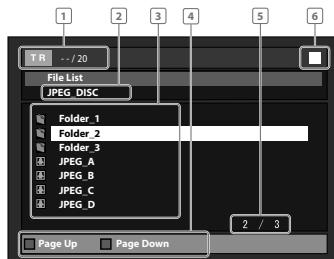 1 2 3 4 5 6
TR --/20
File List
JPEG_DISC
Folder_1
Folder_2
Folder_3
JPEG_A
JPEG_B
JPEG_C
JPEG_D
2 / 3
Page Up Page Down